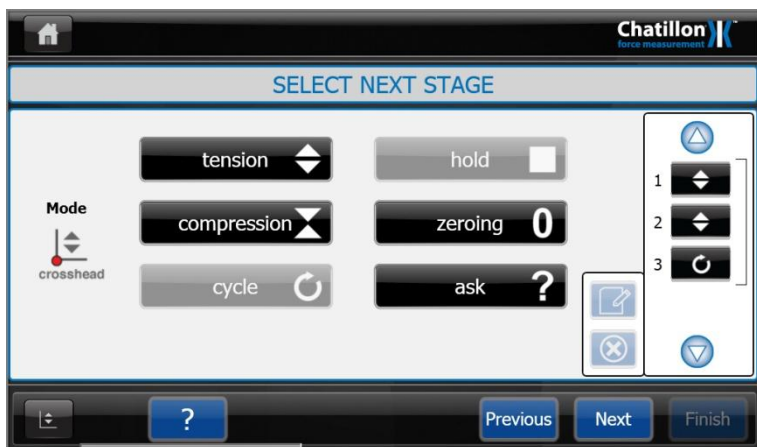 Chatillon
force measurement
SELECT NEXT STAGE
Mode
crosshead
tension
hold
compression
zeroing 0
cycle
ask ?
1
2
3
?
Previous
Next
Finish